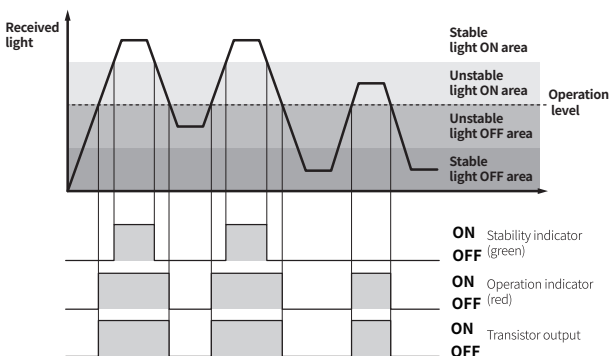 Received
light
Stable
light ON area
Unstable
light ON area
Operation
level
Unstable
light OFF area
Stable
light OFF area
ON
Stability indicator
OFF
(green)
ON
Operation indicator
OFF
(red)
ON
Transistor output
OFF